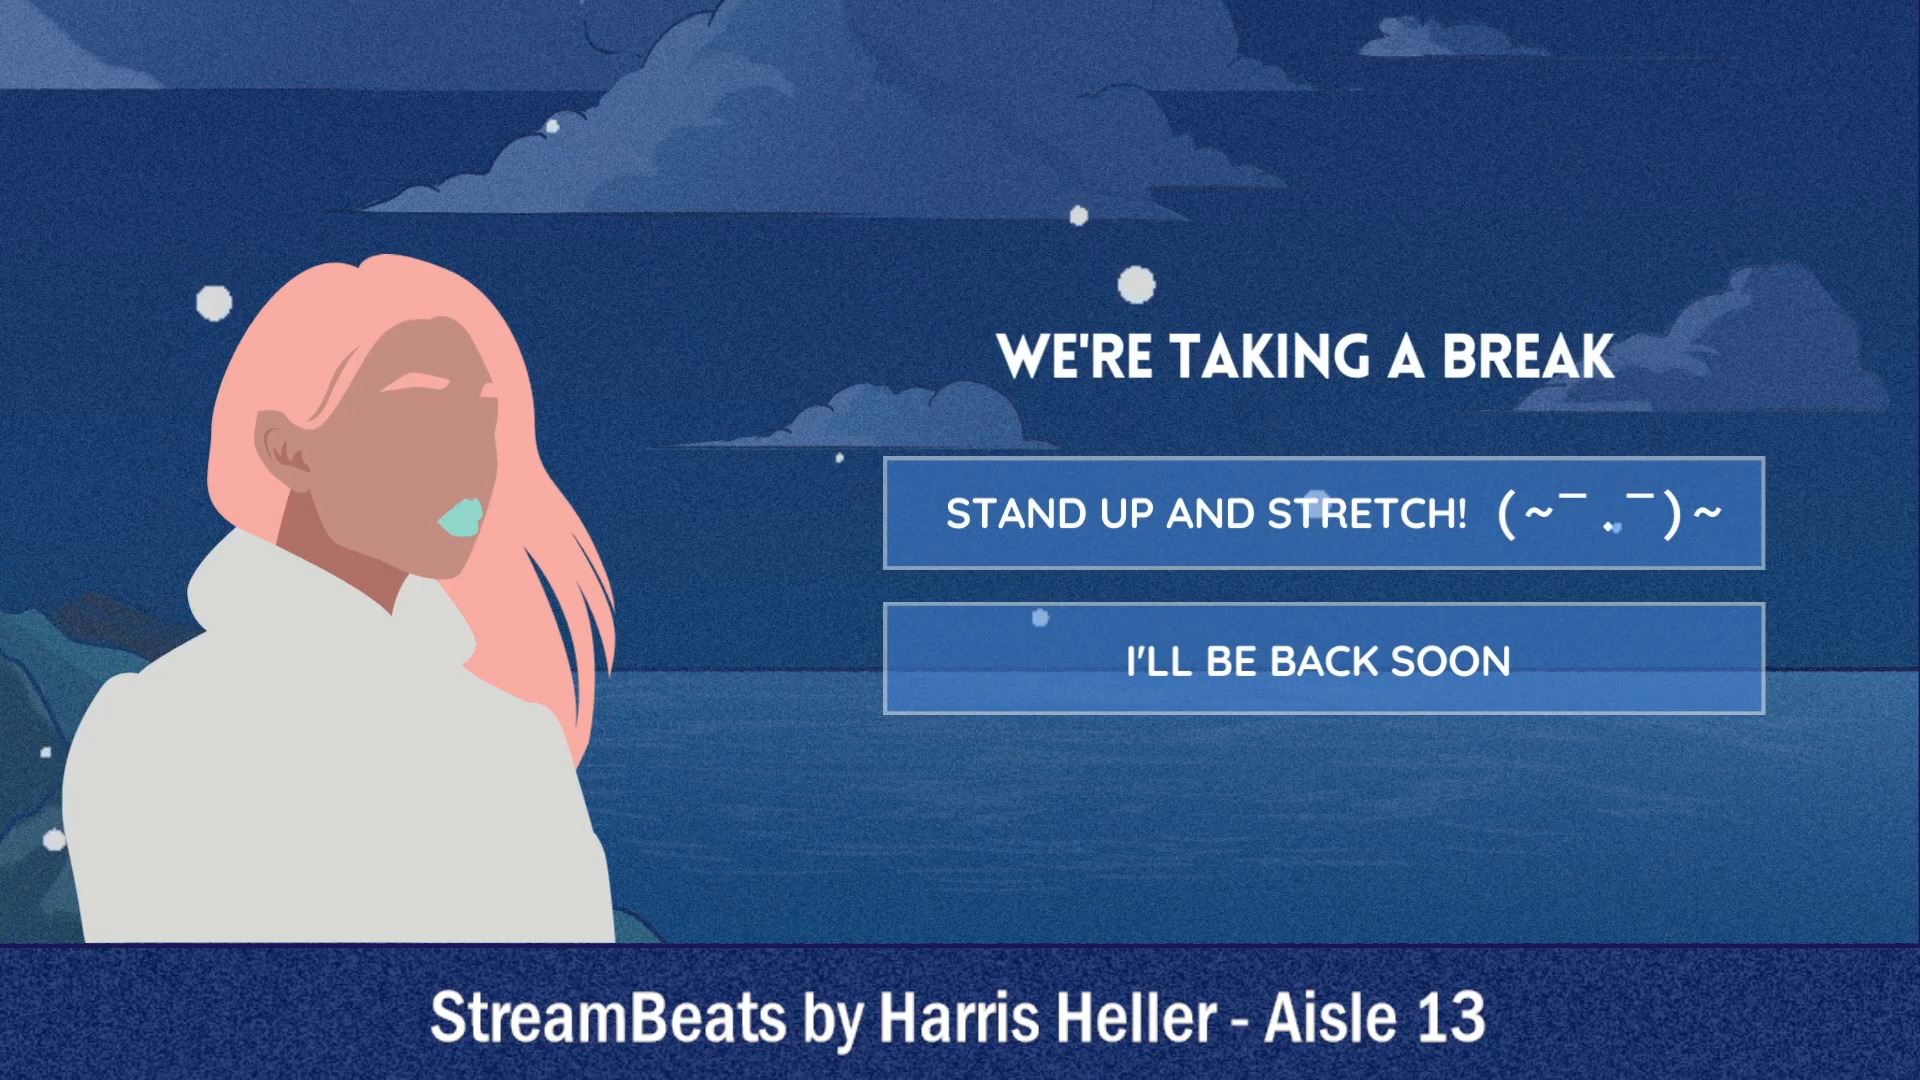 WE'RE TAKING A BREAK
STAND UP AND STRETCH! (~¯ .¯)~
I'LL BE BACK SOON
StreamBeats by Harris Heller - Aisle 13